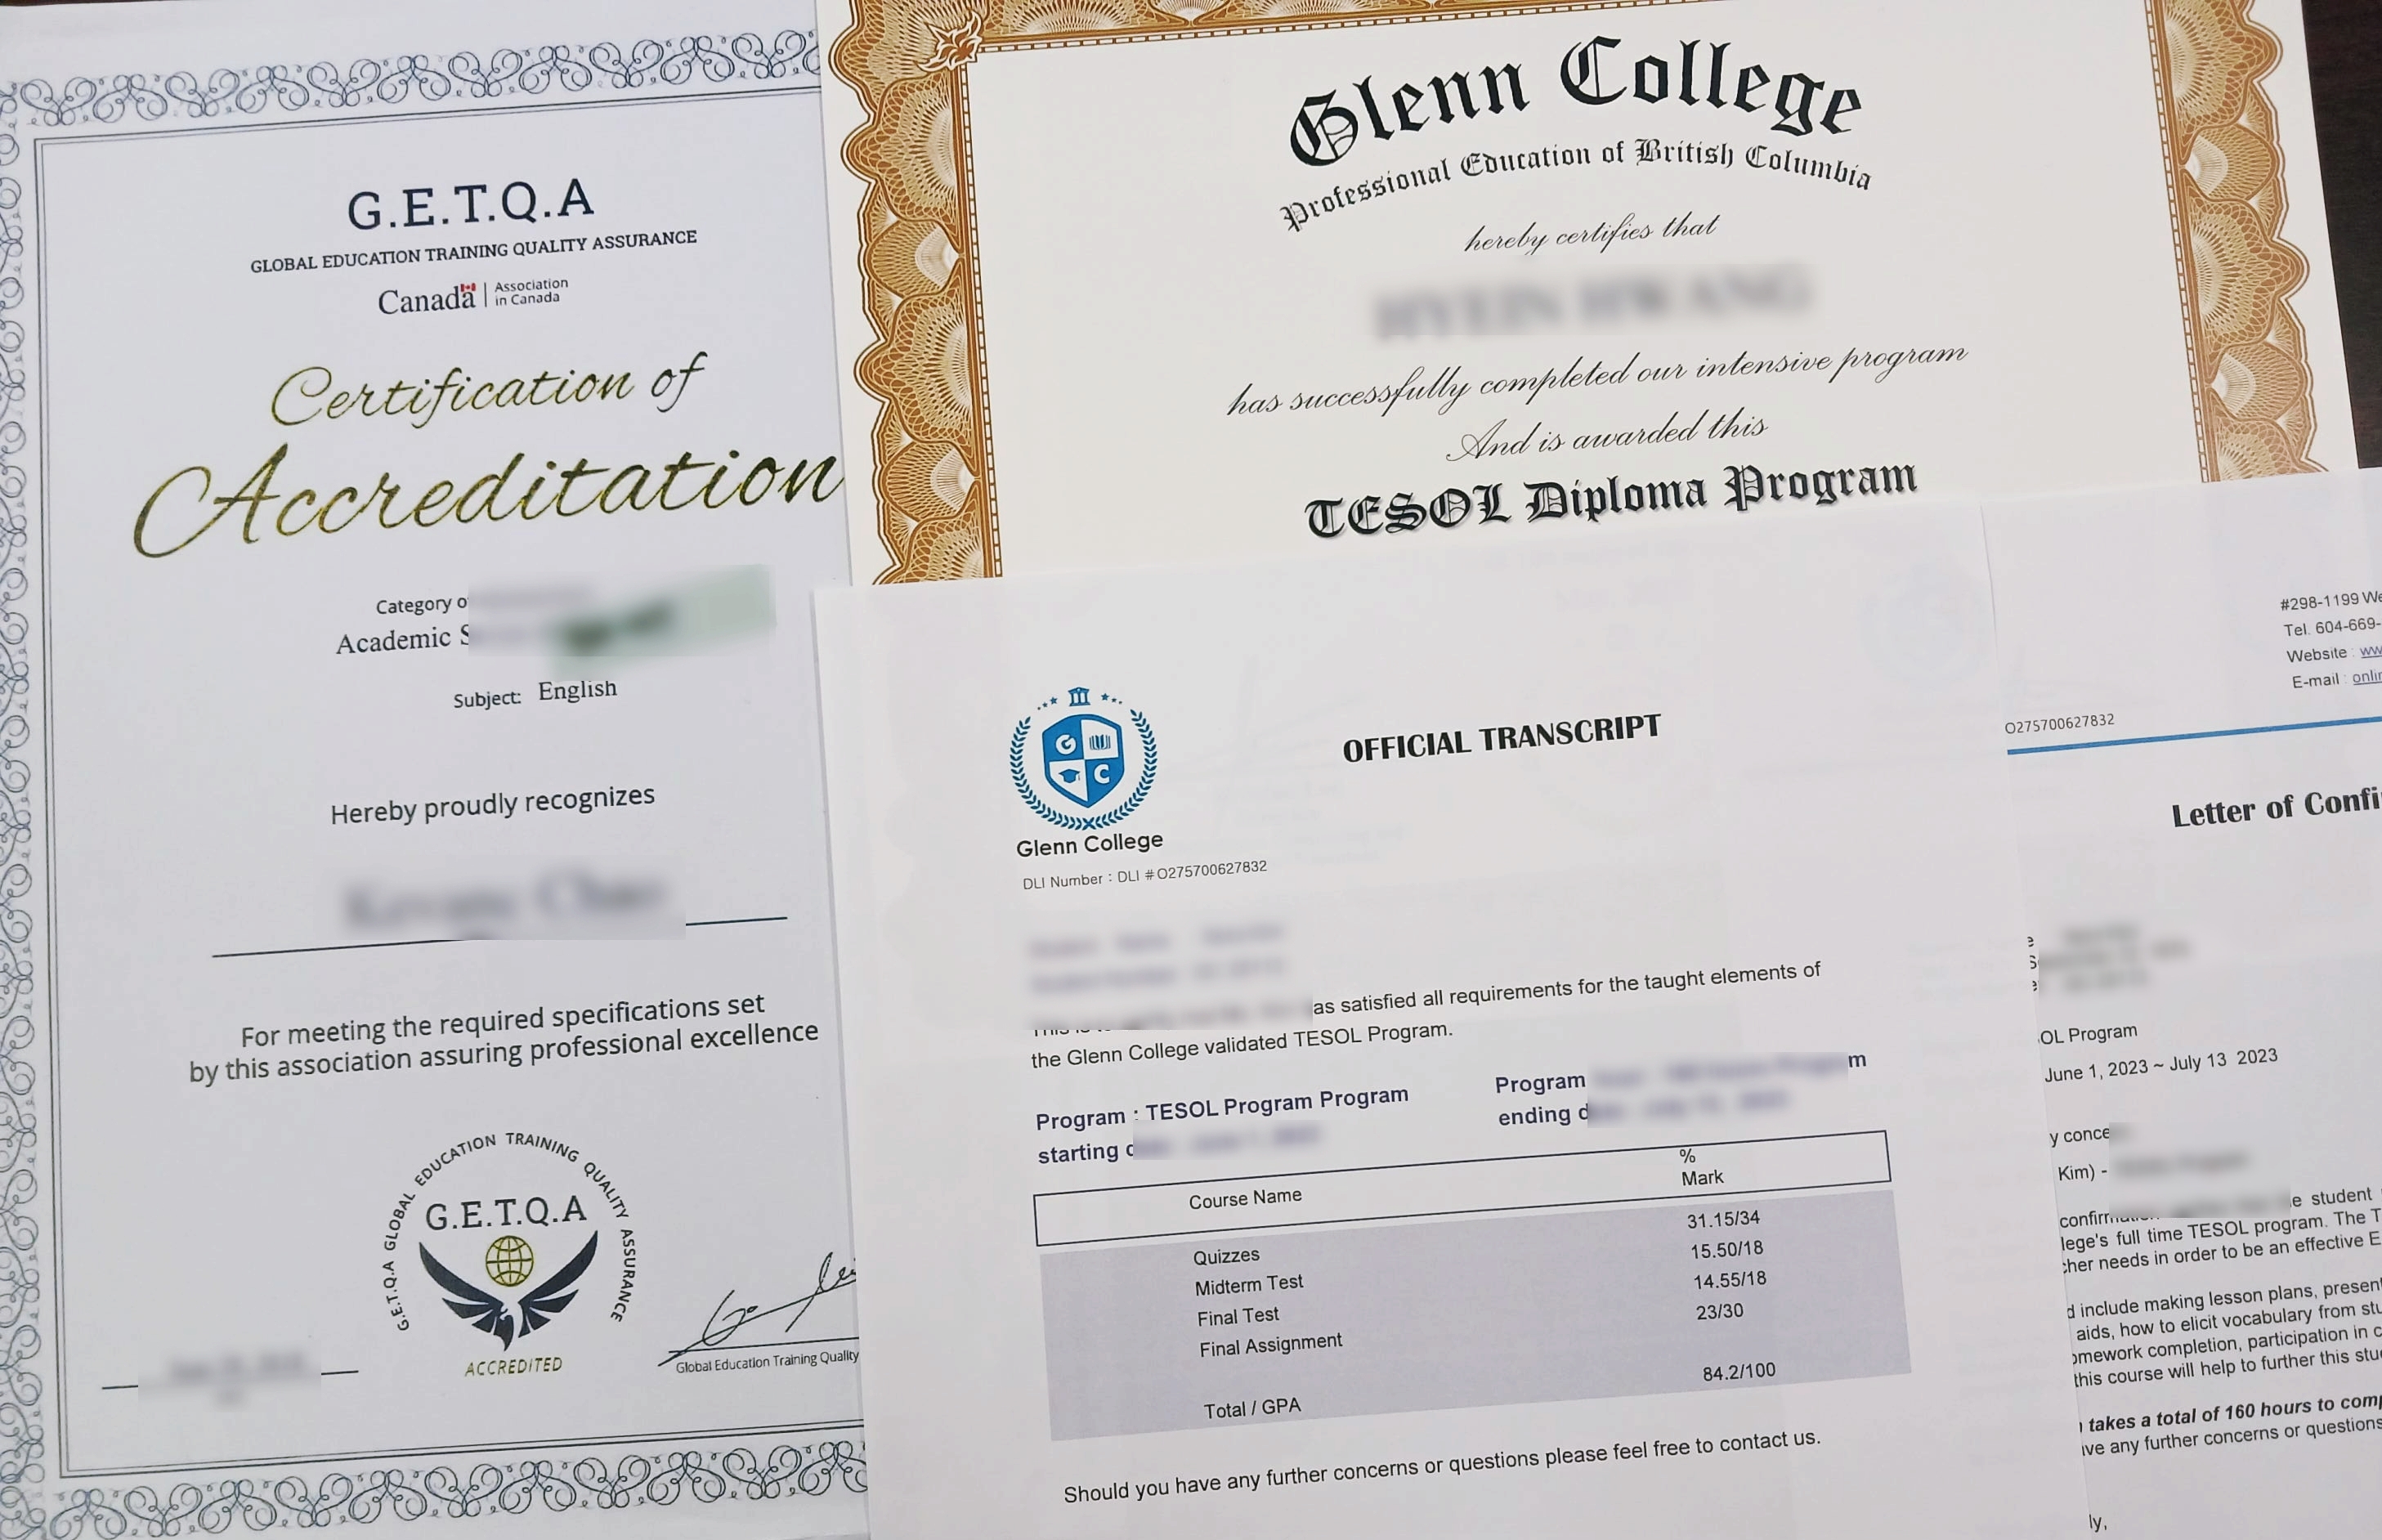 G.E.T.Q.A
GLOBAL EDUCATION TRAINING QUALITY ASSURANCE
Canada
Association
in Canada
Certification of
Accreditation
Category o
Academic S
Subject: English
Hereby proudly recognizes
For meeting the required specifications set
by this association assuring professional excellence
G.E.T.Q.A GLOBAL EDUCATION TRAINING QUALITY ASSURANCE
G.E.T.Q.A
ACCREDITED
Global Education Training Quality
Glenn College
Professional Education of British Columbia
hereby certifies that
has successfully completed our intensive program
And is awarded this
TESOL Diploma Program
G
C
Glenn College
DLI Number : DLI #O275700627832
OFFICIAL TRANSCRIPT
as satisfied all requirements for the taught elements of
the Glenn College validated TESOL Program.
Program : TESOL Program Program
starting d
Program m
ending d
Course Name
%
Mark
Quizzes 31.15/34
Midterm Test 15.50/18
Final Test 14.55/18
Final Assignment 23/30
Total / GPA 84.2/100
Should you have any further concerns or questions please feel free to contact us.
#298-1199 We
Tel. 604-669-
Website : ww
E-mail : onlin
O275700627832
Letter of Confi
OL Program
June 1, 2023 ~ July 13 2023
y conce
Kim) -
e student
lege's full time TESOL program. The T
her needs in order to be an effective E
d include making lesson plans, present
aids, how to elicit vocabulary from stu
omework completion, participation in c
this course will help to further this stu
takes a total of 160 hours to comp
ve any further concerns or questions
ly,